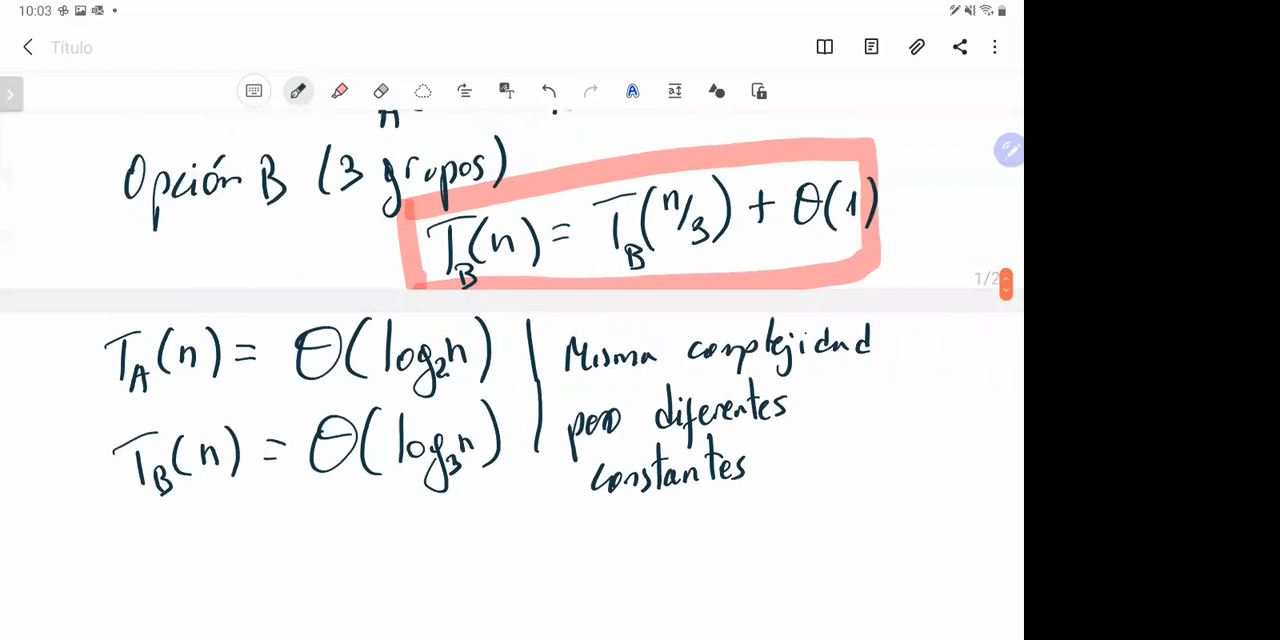 10:03
Título
Opción B (3 grupos)
T_B(n) = T_B(n/3) + Θ(1)
1/2
T_A(n) = Θ(log₂n) | Misma complejidad
pero diferentes
T_B(n) = Θ(log₃n)
constantes